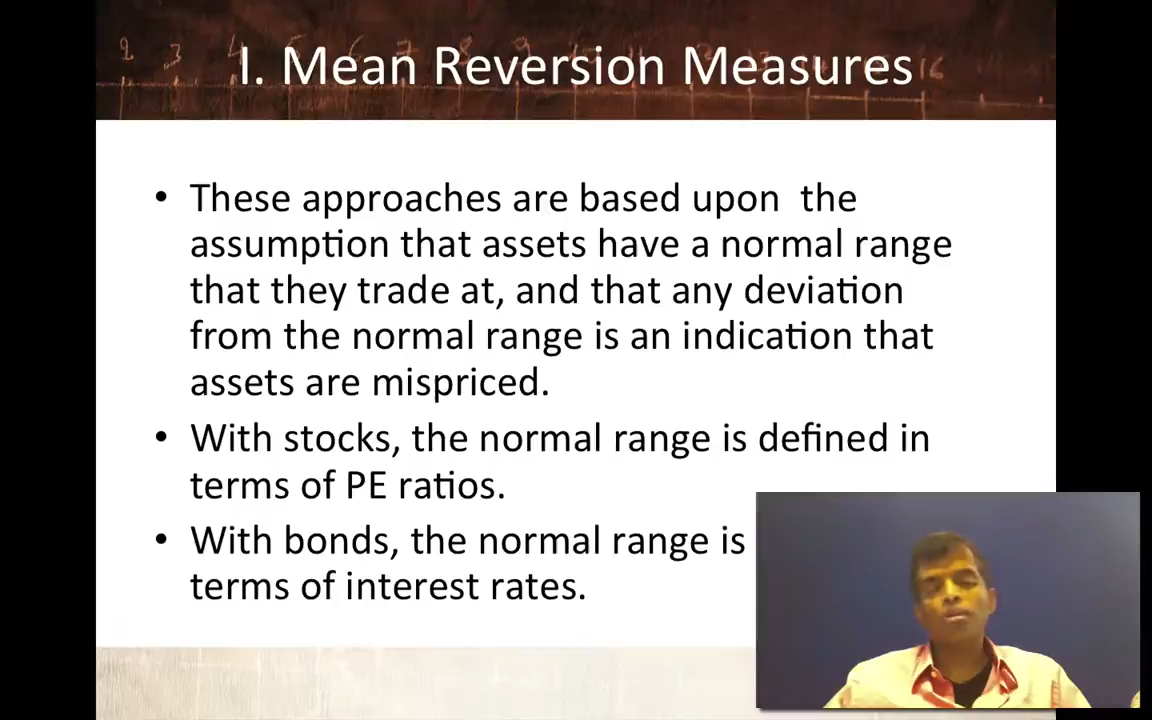 I. Mean Reversion Measures
• These approaches are based upon  the
assumption that assets have a normal range
that they trade at, and that any deviation
from the normal range is an indication that
assets are mispriced.
• With stocks, the normal range is defined in
terms of PE ratios.
• With bonds, the normal range is
terms of interest rates.